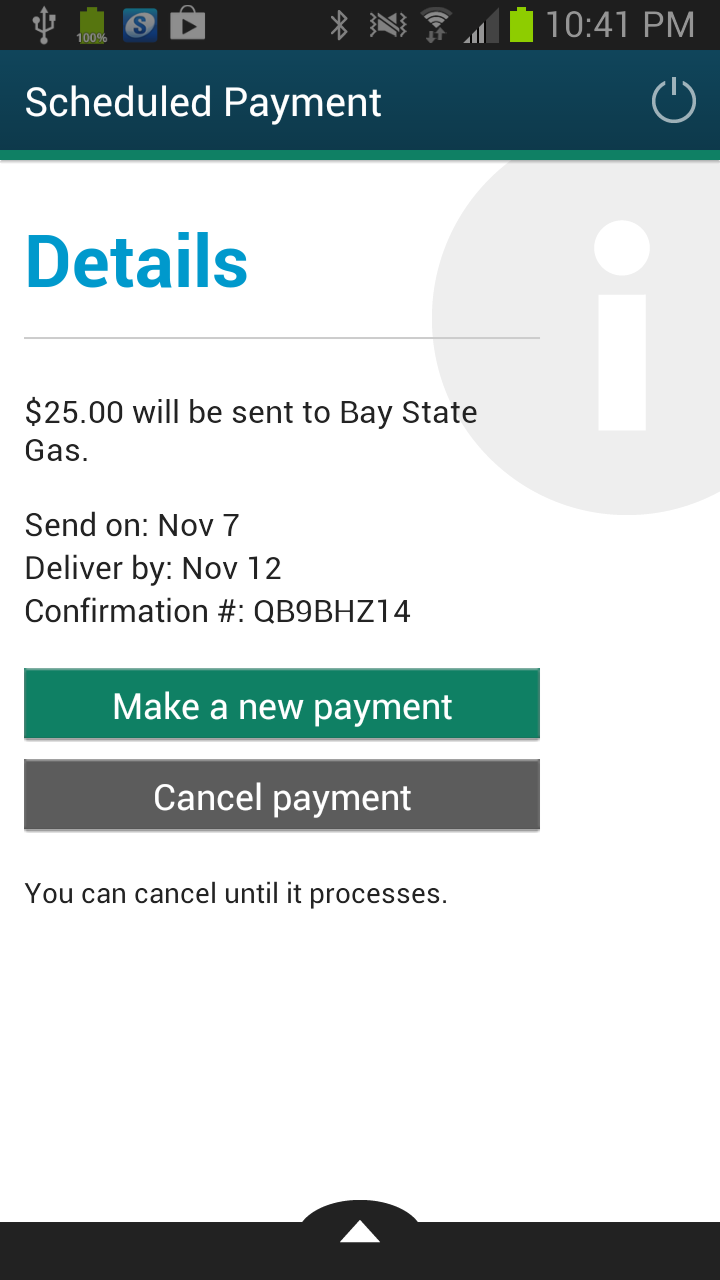 100%
10:41 PM
Scheduled Payment
Details
$25.00 will be sent to Bay State
Gas.
Send on: Nov 7
Deliver by: Nov 12
Confirmation #: QB9BHZ14
Make a new payment
Cancel payment
You can cancel until it processes.